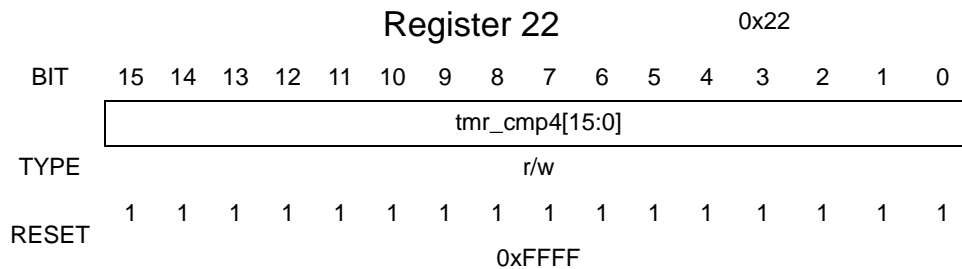 Register 22 0x22
BIT 15 14 13 12 11 10 9 8 7 6 5 4 3 2 1 0
tmr_cmp4[15:0]
TYPE r/w
RESET 1 1 1 1 1 1 1 1 1 1 1 1 1 1 1 1
0xFFFF